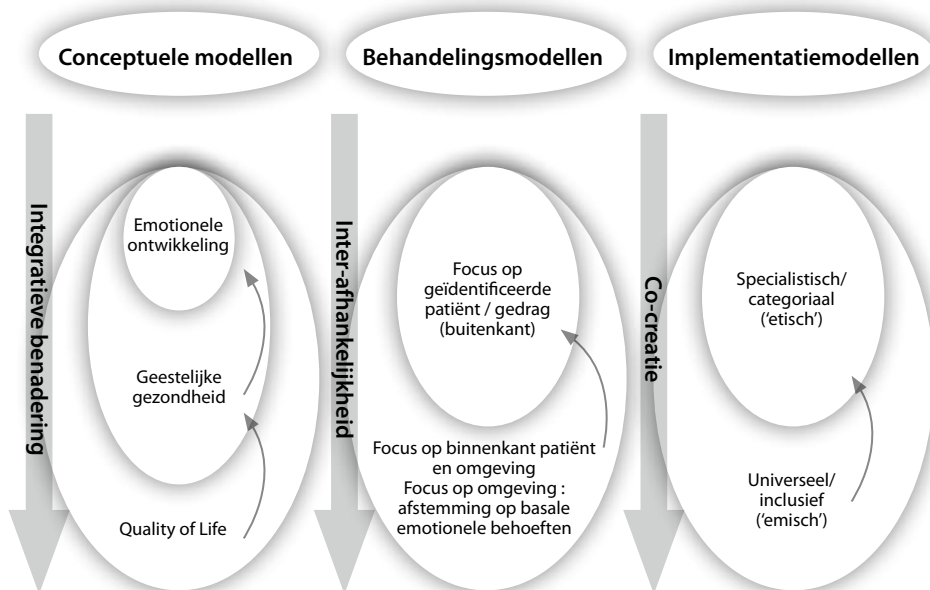 Conceptuele modellen
Behandelingsmodellen
Implementatiemodellen
Integratieve benadering
Emotionele
ontwikkeling
Geestelijke
gezondheid
Quality of Life
Inter-afhankelijkheid
Focus op
geïdentificeerde
patiënt / gedrag
(buitenkant)
Focus op binnenkant patiënt
en omgeving
Focus op omgeving :
afstemming op basale
emotionele behoeften
Co-creatie
Specialistisch/
categoriaal
(‘etisch’)
Universeel/
inclusief
(‘emisch’)